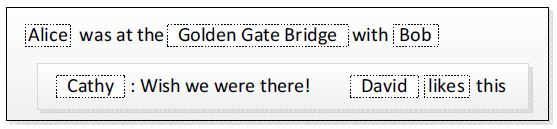 Alice was at the Golden Gate Bridge with Bob
Cathy : Wish we were there! David likes this